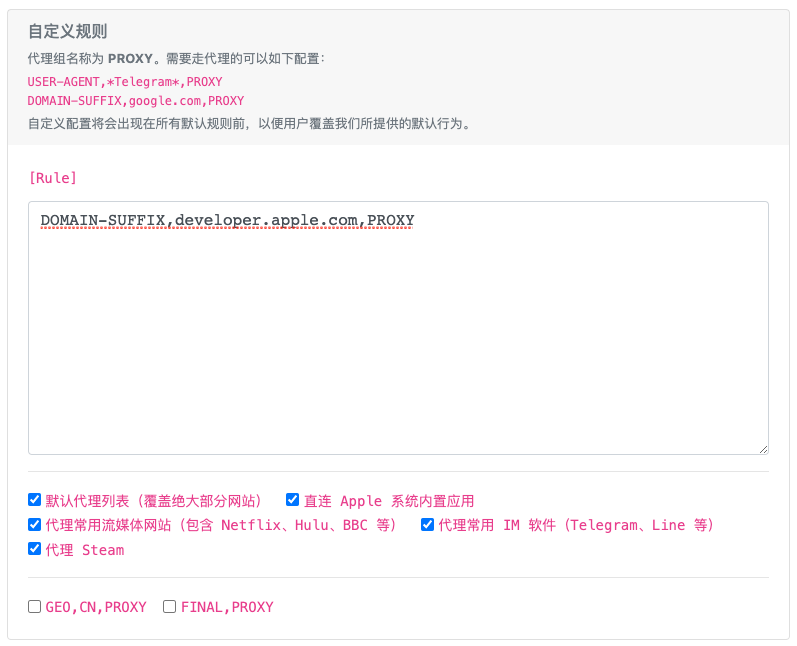 自定义规则
代理组名称为 PROXY。需要走代理的可以如下配置：
USER-AGENT,*Telegram*,PROXY
DOMAIN-SUFFIX,google.com,PROXY
自定义配置将会出现在所有默认规则前，以便用户覆盖我们所提供的默认行为。
[Rule]
DOMAIN-SUFFIX,developer.apple.com,PROXY
默认代理列表（覆盖绝大部分网站） 直连 Apple 系统内置应用
代理常用流媒体网站（包含 Netflix、Hulu、BBC 等） 代理常用 IM 软件（Telegram、Line 等）
代理 Steam
GEO,CN,PROXY FINAL,PROXY